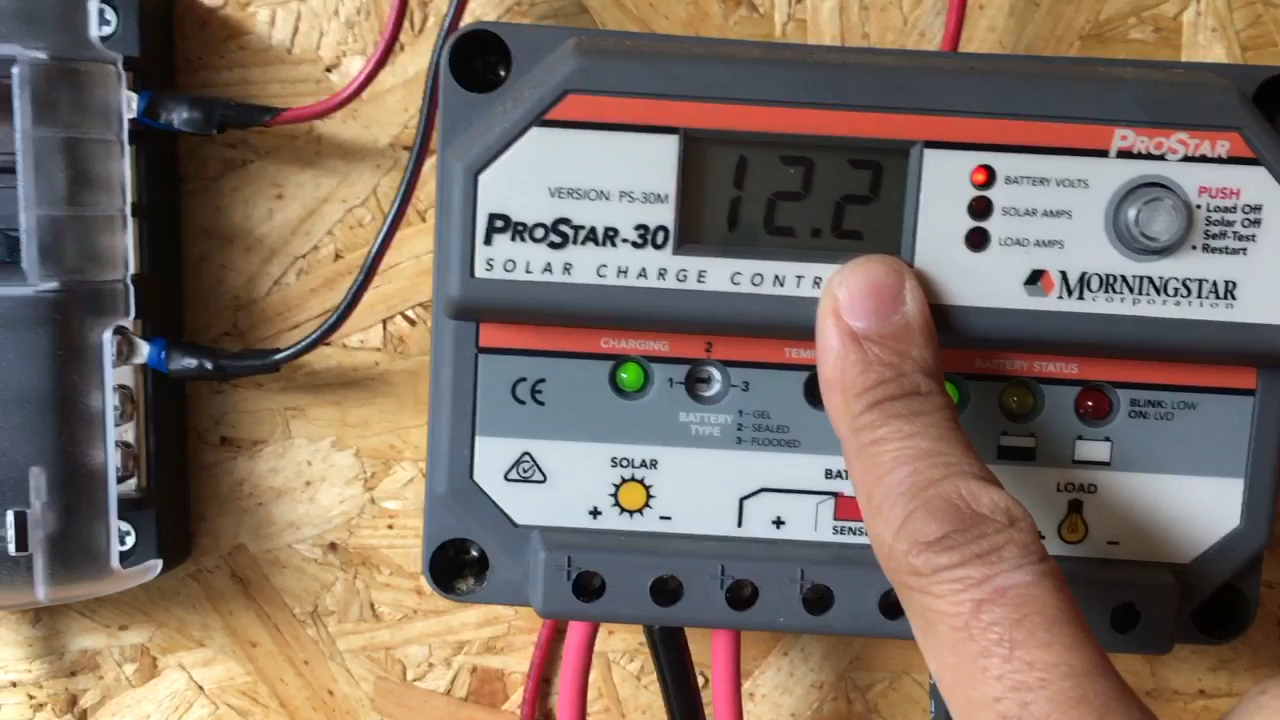 PROSTAR
12.2
VERSION: PS-30M
PROSTAR-30
SOLAR CHARGE
BATTERY VOLTS
SOLAR AMPS
LOAD AMPS
PUSH
• Load Off
Solar Off
Self-Test
• Restart
MORNINGSTAR
corporation
CHARGING
2
1
3
BATTERY STATUS
CE
BATTERY
TYPE
1- GEL
2- SEALED
3- FLOODED
BLINK: LOW
ON: LVD
SOLAR
+ −
+
LOAD
−